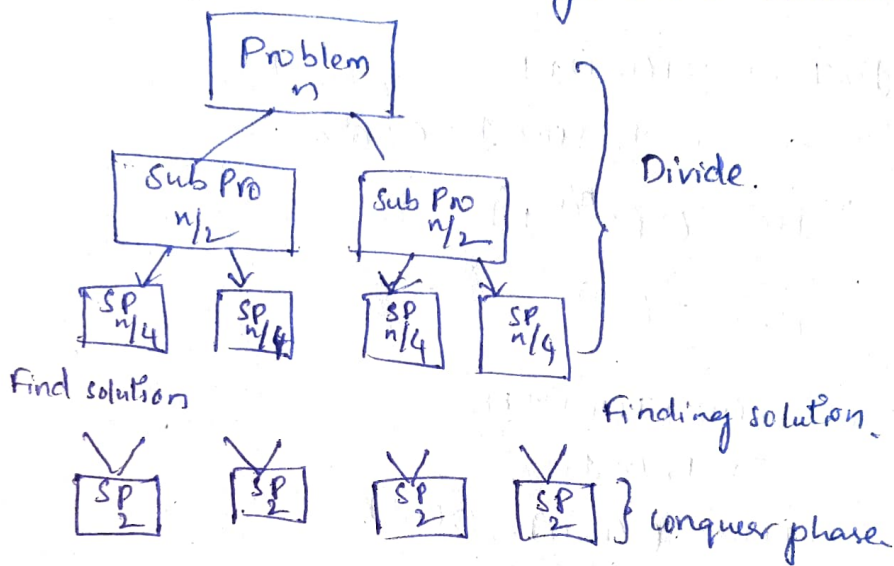 Problem
n
Divide.
Sub Pro
n/2
Sub Pro
n/2
SP
n/4
SP
n/4
SP
n/4
SP
n/4
Find solution
Finding solution.
SP
2
SP
2
SP
2
SP
2
conquer phase.